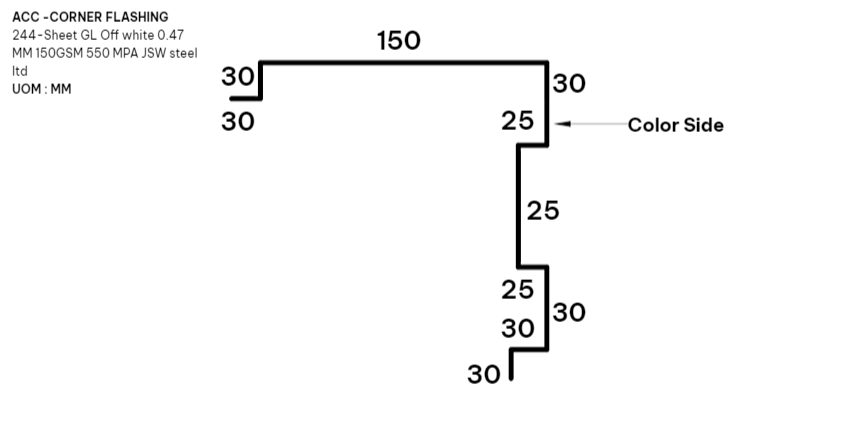 ACC -CORNER FLASHING
244-Sheet GL Off white 0.47
MM 150GSM 550 MPA JSW steel
ltd
UOM : MM
150
30
30
30
25
Color Side
25
25
30
30
30